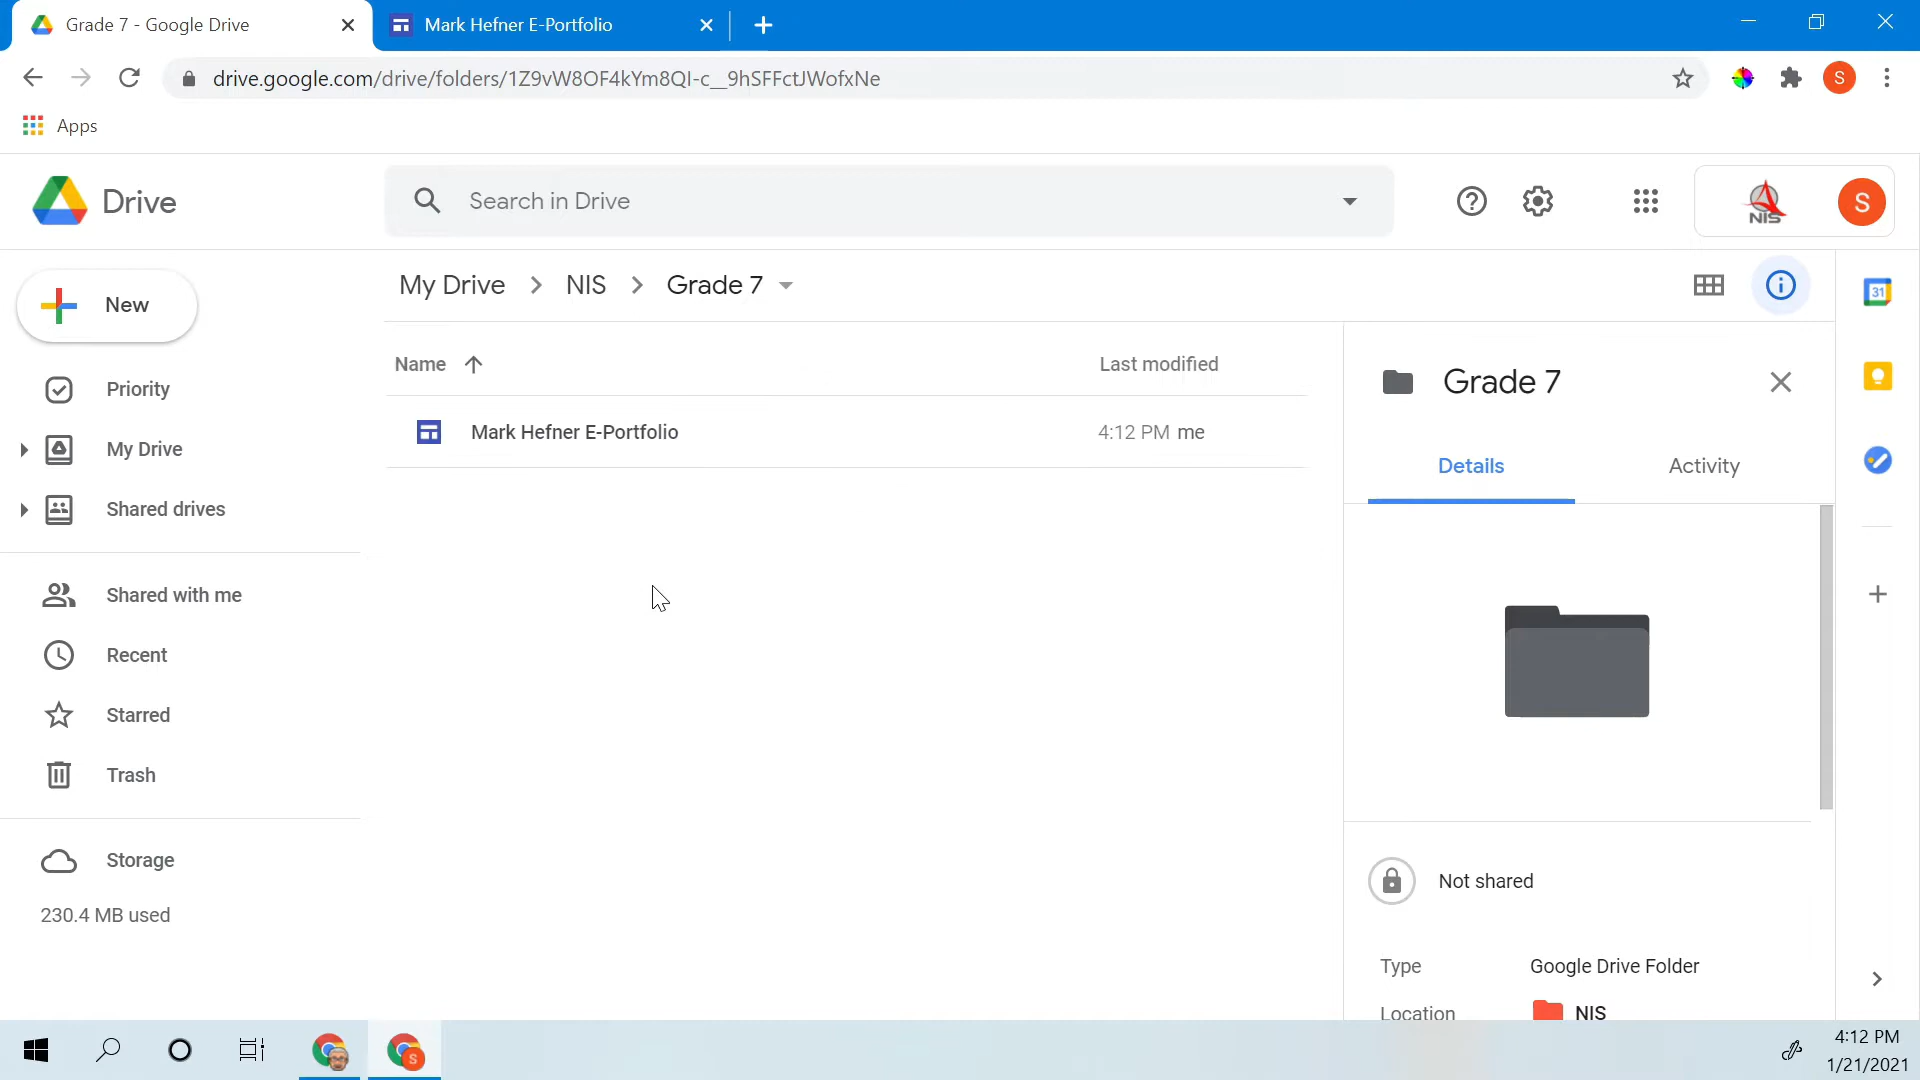 Grade 7 - Google Drive
Mark Hefner E-Portfolio
drive.google.com/drive/folders/1Z9vW8OF4kYm8QI-c__9hSFFctJWofxNe
S
Apps
Drive
Search in Drive
NIS
S
New
My Drive
NIS
Grade 7
31
Name
Last modified
Grade 7
Priority
Mark Hefner E-Portfolio
4:12 PM me
My Drive
Details
Activity
Shared drives
Shared with me
Recent
Starred
Trash
Storage
Not shared
230.4 MB used
Type
Google Drive Folder
Location
NIS
S
4:12 PM
1/21/2021